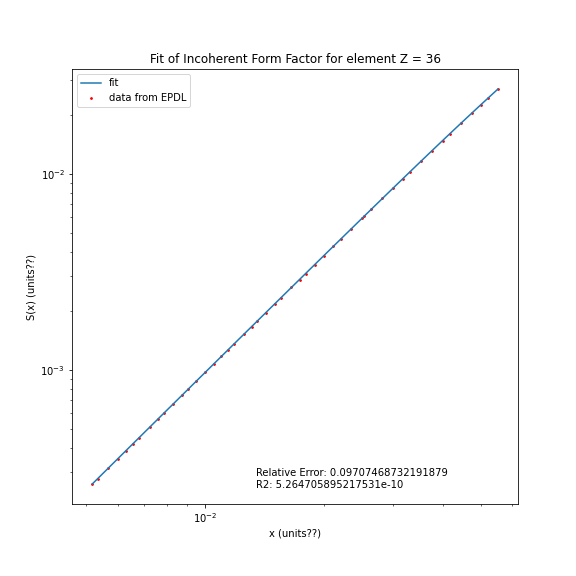 Fit of Incoherent Form Factor for element Z = 36
fit
data from EPDL
10⁻²
10⁻³
S(x) (units??)
Relative Error: 0.09707468732191879
R2: 5.264705895217531e-10
10⁻²
x (units??)